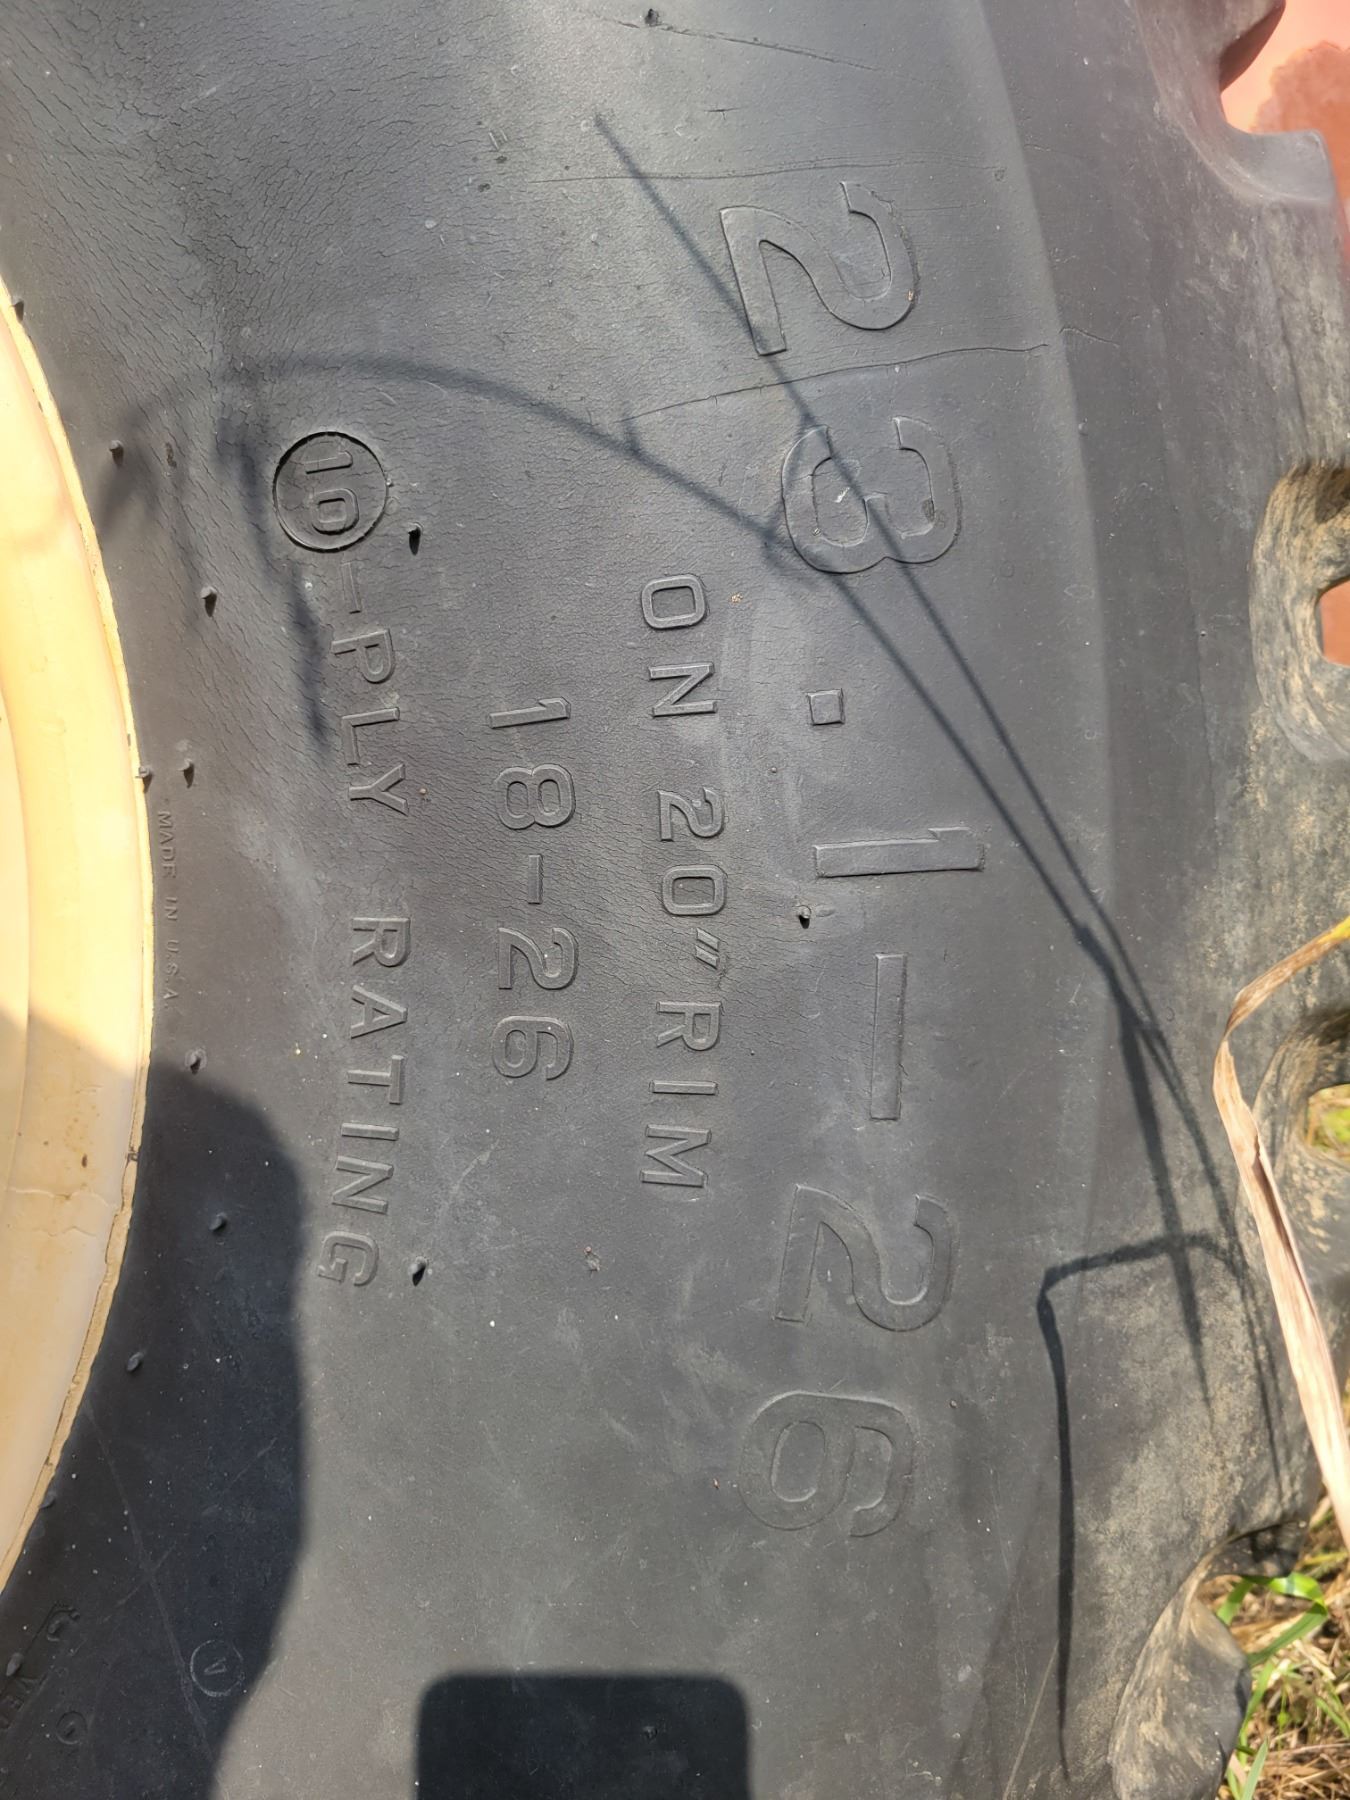 23.1-26
ON 20" RIM
18-26
10-PLY RATING
MADE IN U.S.A.
V